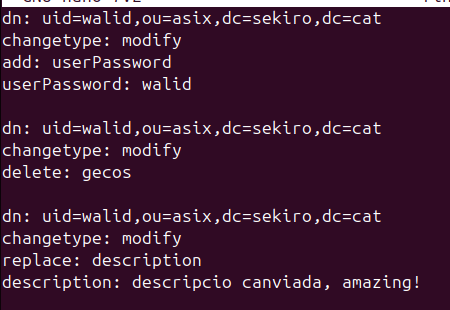 dn: uid=walid,ou=asix,dc=sekiro,dc=cat
changetype: modify
add: userPassword
userPassword: walid
dn: uid=walid,ou=asix,dc=sekiro,dc=cat
changetype: modify
delete: gecos
dn: uid=walid,ou=asix,dc=sekiro,dc=cat
changetype: modify
replace: description
description: descripcio canviada, amazing!